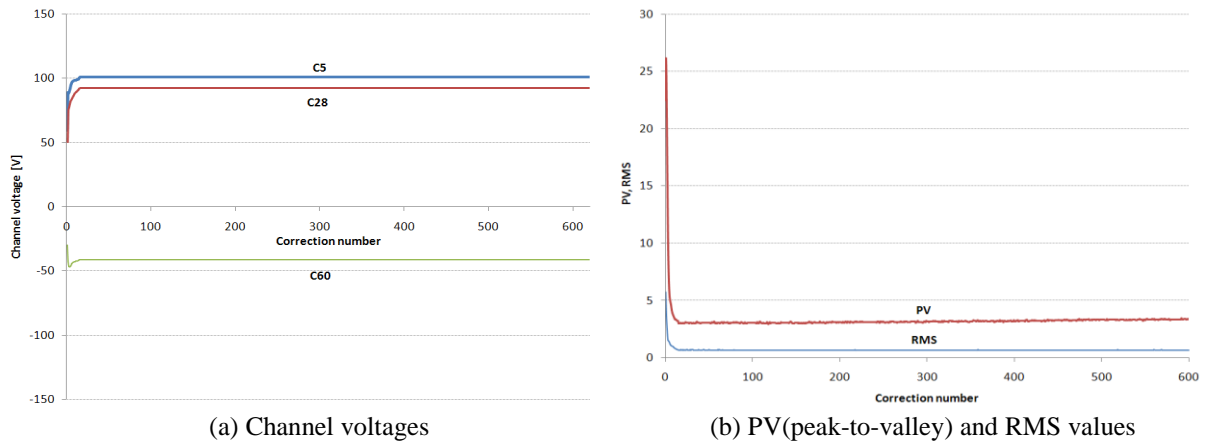 150
100
50
0
-50
-100
-150
Channel voltage [V]
C5
C28
0 100 200 300 400 500 600
Correction number
C60
(a) Channel voltages
30
25
20
15
10
5
0
PV, RMS
PV
RMS
0 100 200 300 400 500 600
Correction number
(b) PV(peak-to-valley) and RMS values